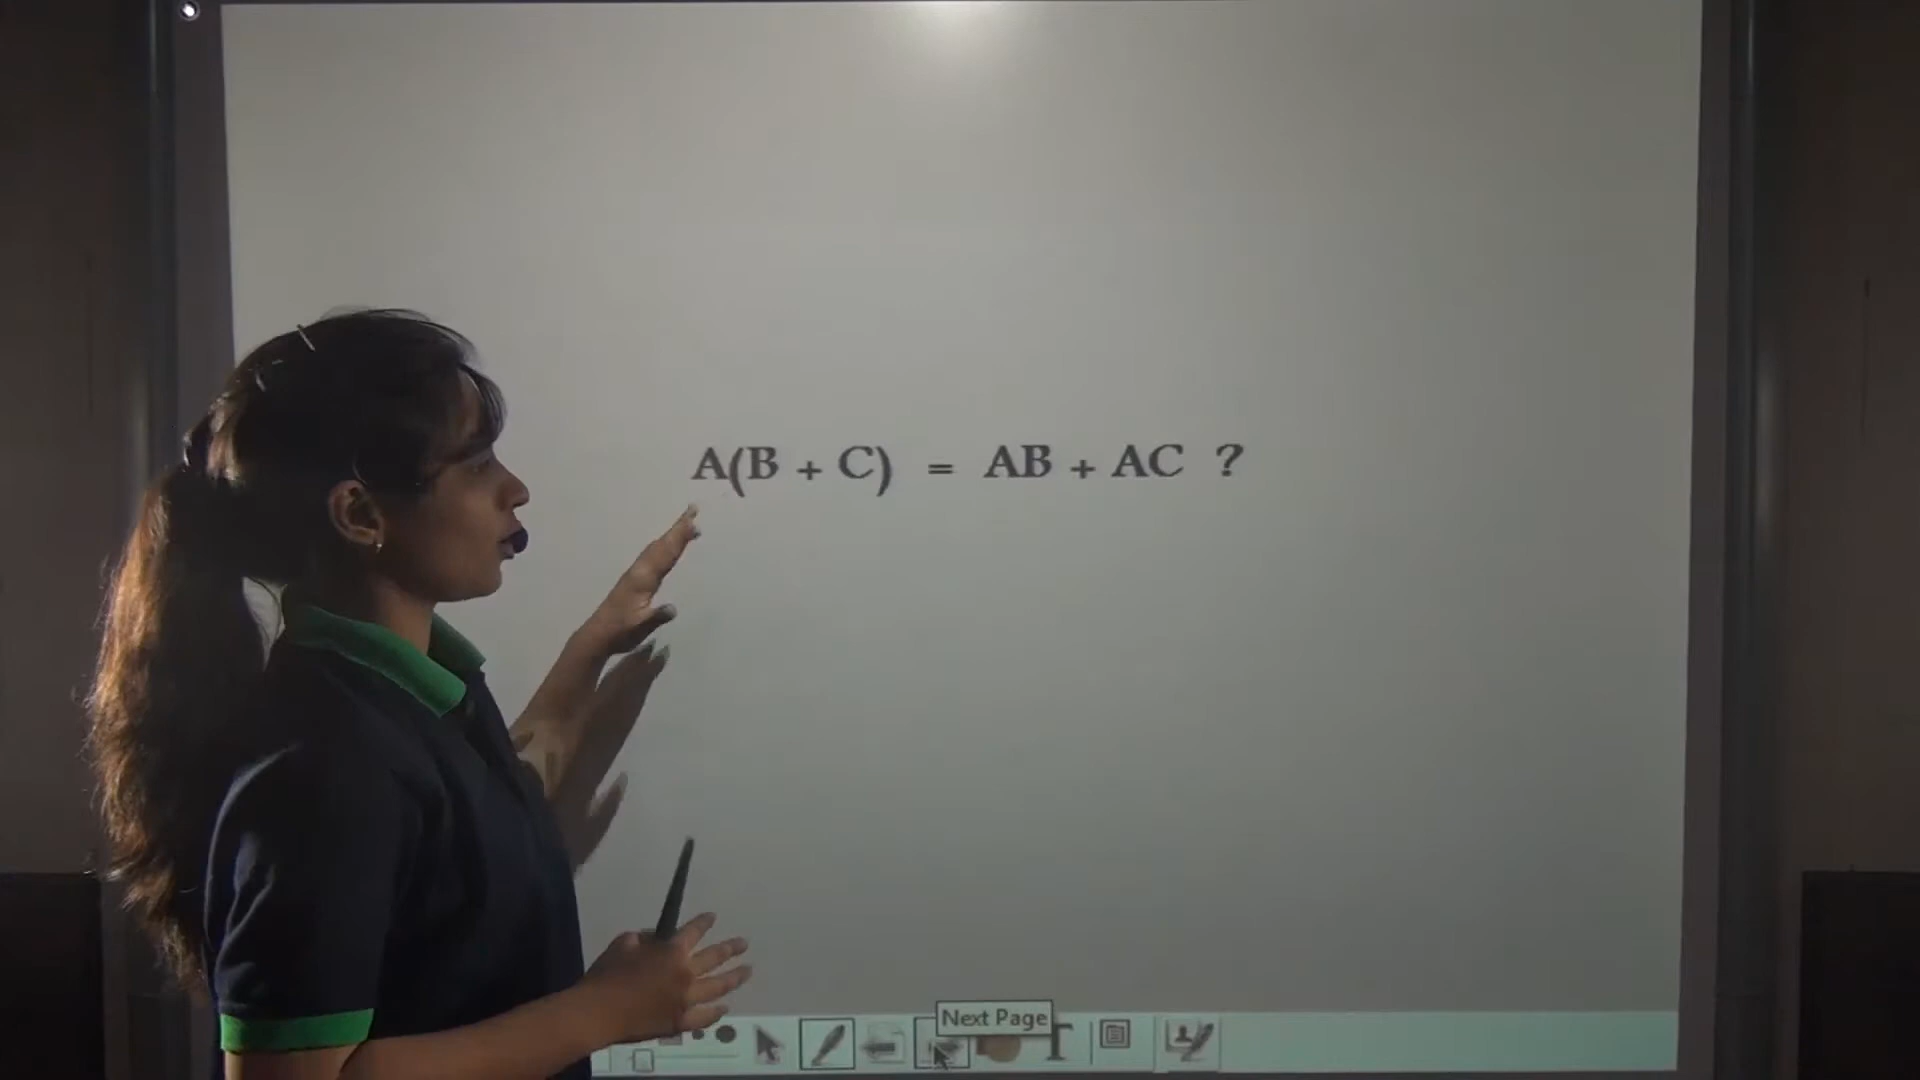 A(B + C) = AB + AC ?
Next Page
T